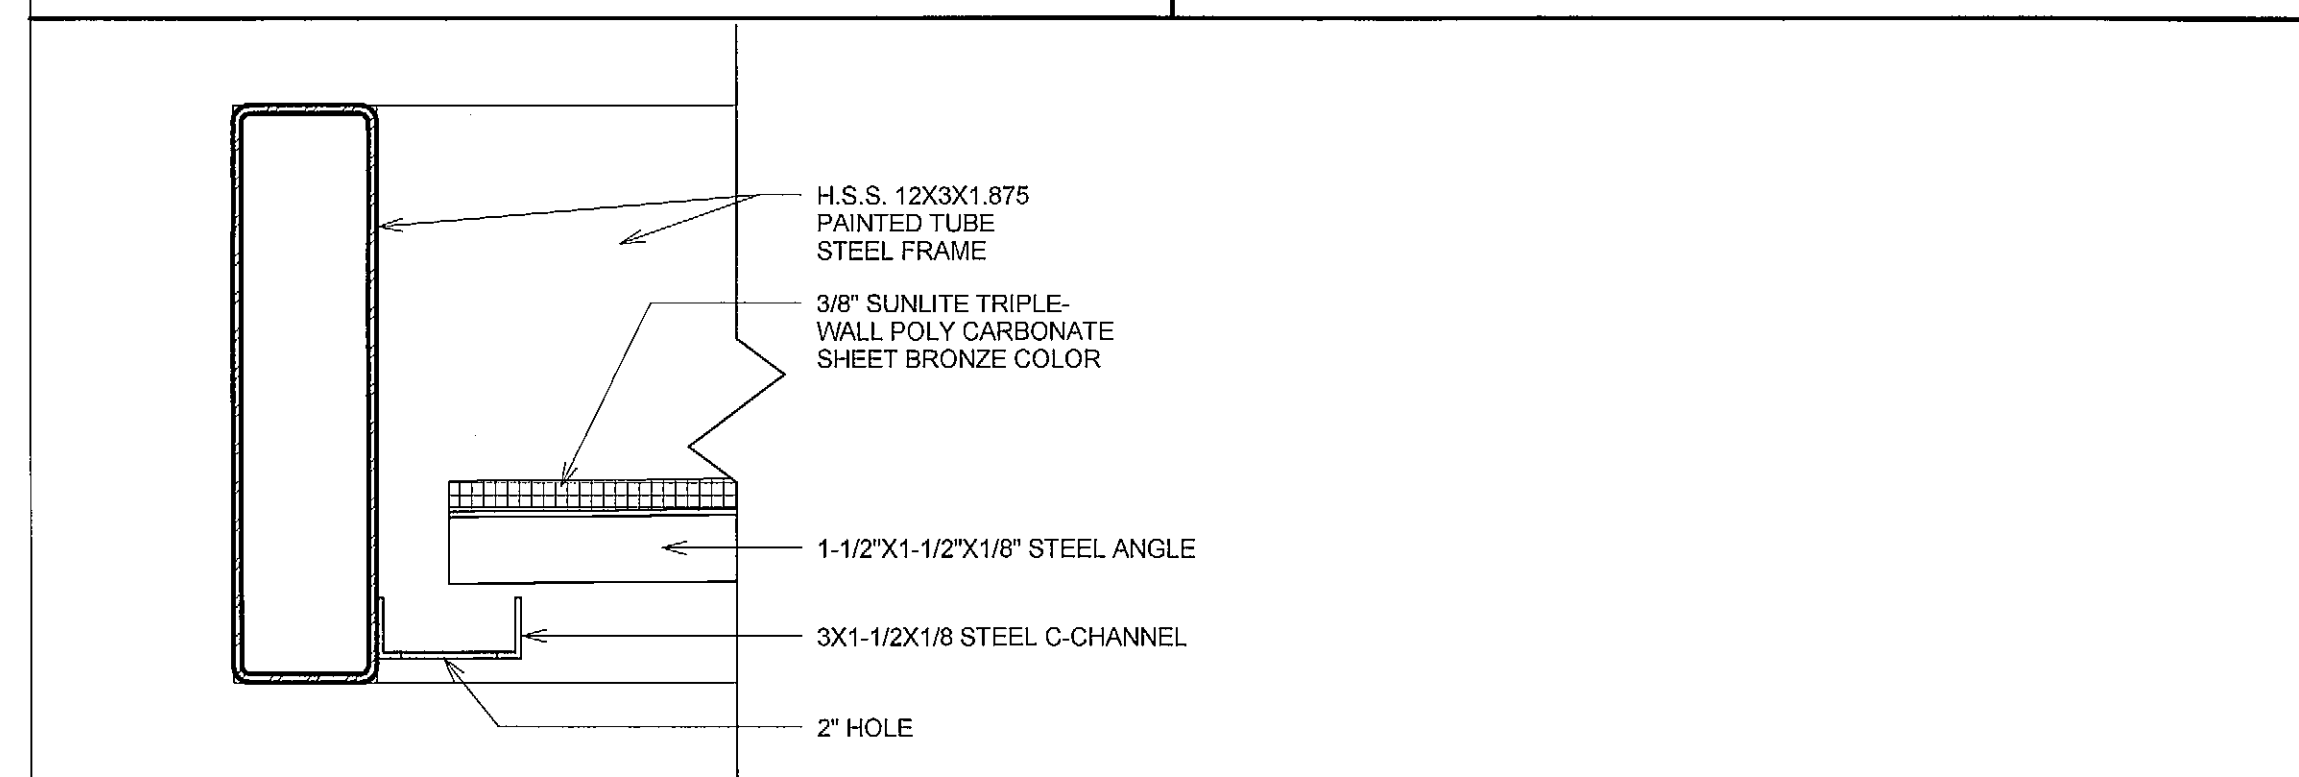 H.S.S. 12X3X1.875
PAINTED TUBE
STEEL FRAME
3/8" SUNLITE TRIPLE-
WALL POLY CARBONATE
SHEET BRONZE COLOR
1-1/2"X1-1/2"X1/8" STEEL ANGLE
3X1-1/2X1/8 STEEL C-CHANNEL
2" HOLE